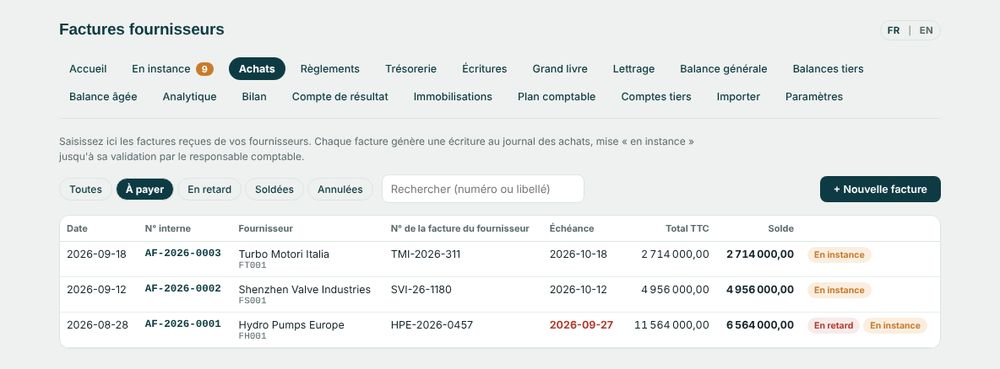 Factures fournisseurs
FR | EN
Accueil En instance 9 Achats Règlements Trésorerie Écritures Grand livre Lettrage Balance générale Balances tiers
Balance âgée Analytique Bilan Compte de résultat Immobilisations Plan comptable Comptes tiers Importer Paramètres
Saisissez ici les factures reçues de vos fournisseurs. Chaque facture génère une écriture au journal des achats, mise « en instance »
jusqu'à sa validation par le responsable comptable.
Toutes À payer En retard Soldées Annulées Rechercher (numéro ou libellé) + Nouvelle facture
Date N° interne Fournisseur N° de la facture du fournisseur Échéance Total TTC Solde
2026-09-18 AF-2026-0003 Turbo Motori Italia TMI-2026-311 2026-10-18 2 714 000,00 2 714 000,00 En instance
FT001
2026-09-12 AF-2026-0002 Shenzhen Valve Industries SVI-26-1180 2026-10-12 4 956 000,00 4 956 000,00 En instance
FS001
2026-08-28 AF-2026-0001 Hydro Pumps Europe HPE-2026-0457 2026-09-27 11 564 000,00 6 564 000,00 En retard En instance
FH001